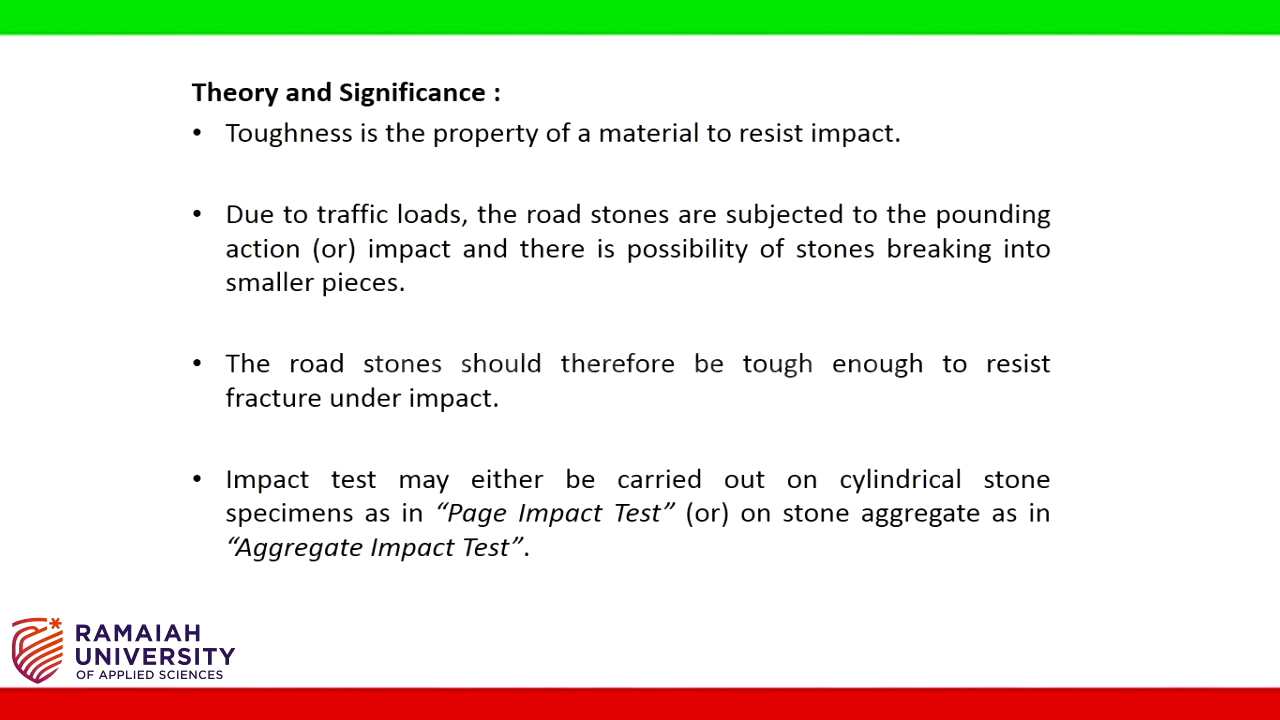 Theory and Significance :
• Toughness is the property of a material to resist impact.
• Due to traffic loads, the road stones are subjected to the pounding
action (or) impact and there is possibility of stones breaking into
smaller pieces.
• The road stones should therefore be tough enough to resist
fracture under impact.
• Impact test may either be carried out on cylindrical stone
specimens as in “Page Impact Test” (or) on stone aggregate as in
“Aggregate Impact Test”.
RAMAIAH
UNIVERSITY
OF APPLIED SCIENCES